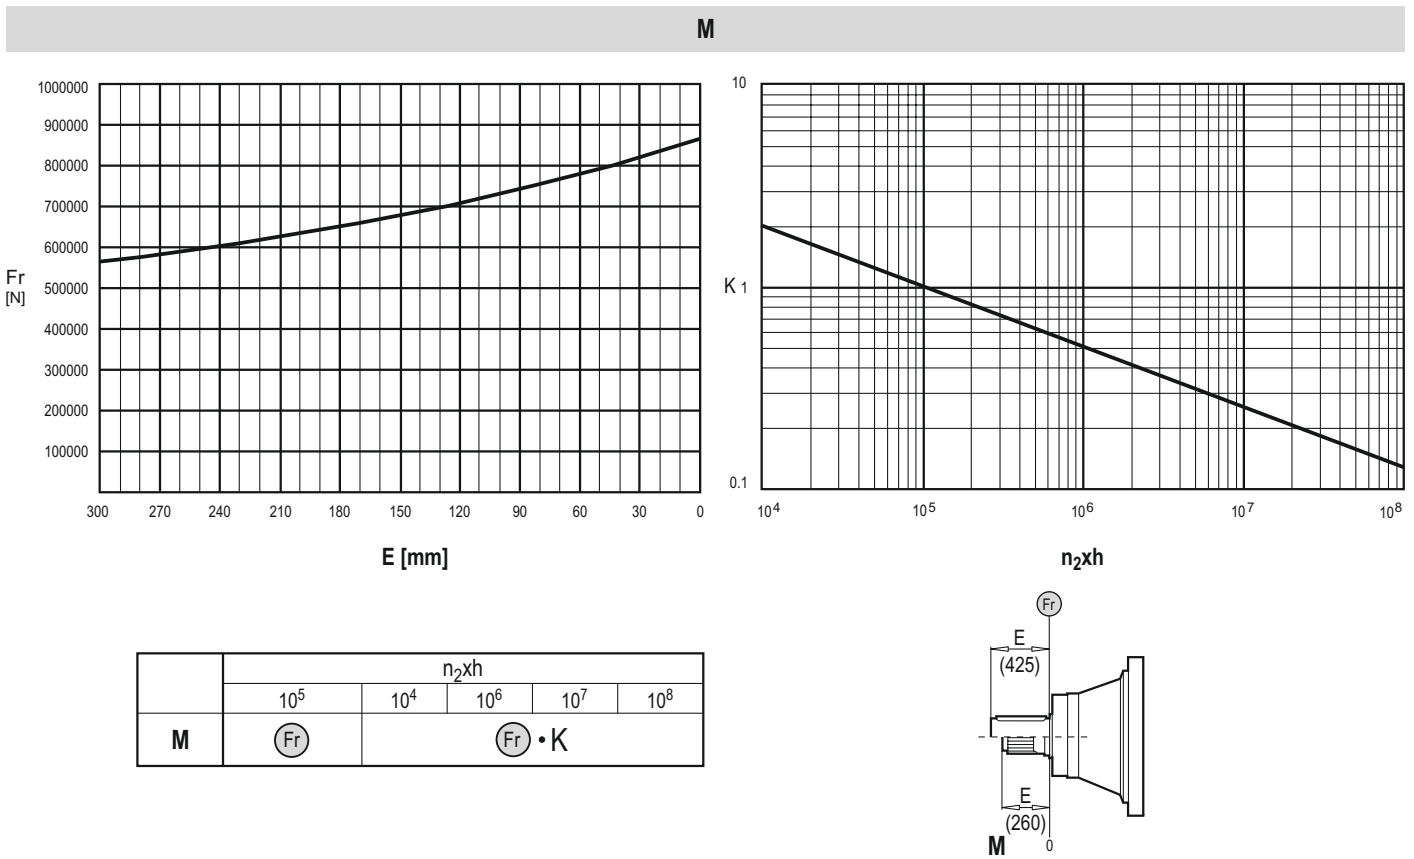 M
1000000
900000
800000
700000
600000
500000
400000
300000
200000
100000
Fr
[N]
300 270 240 210 180 150 120 90 60 30 0
E [mm]
10
K 1
0.1
10⁴ 10⁵ 10⁶ 10⁷ 10⁸
n₂xh
n₂xh
10⁵ 10⁴ 10⁶ 10⁷ 10⁸
M Fr Fr • K
Fr
E
(425)
E
(260)
M 0